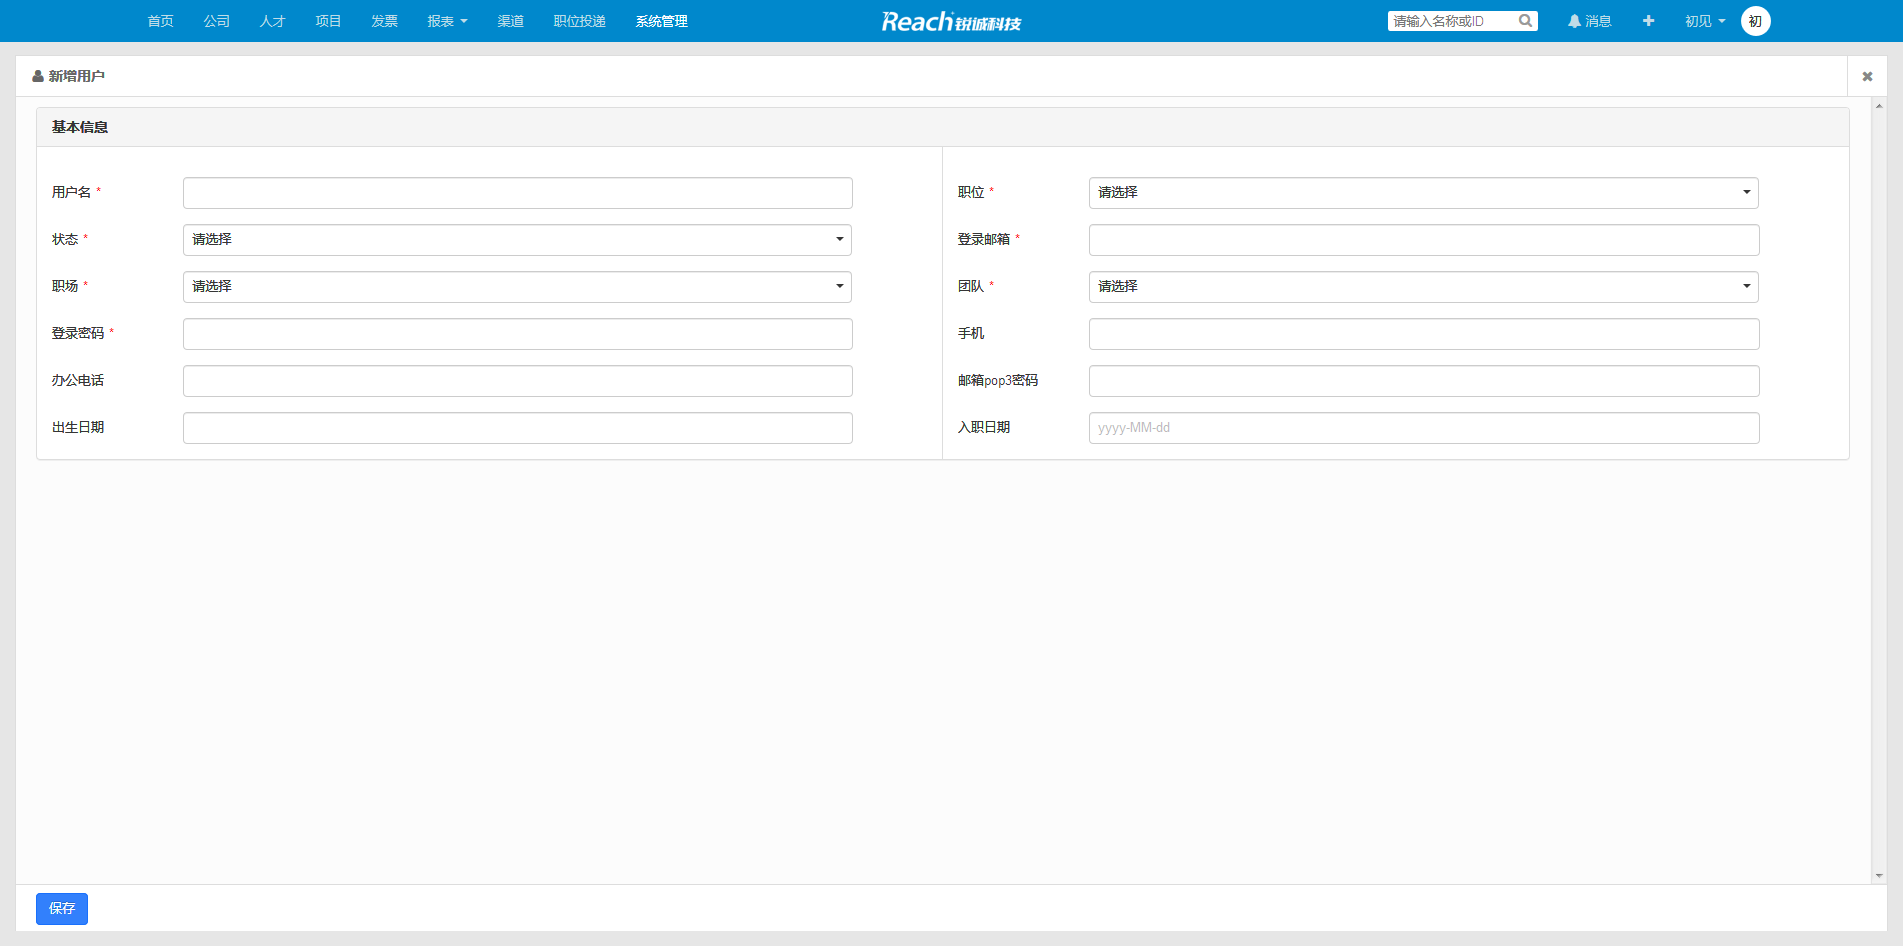 首页 公司 人才 项目 发票 报表 渠道 职位投递 系统管理 Reach锐诚科技 请输入名称或ID 消息 初见 初
新增用户
基本信息
用户名 * 职位 * 请选择
状态 * 请选择 登录邮箱 *
职场 * 请选择 团队 * 请选择
登录密码 * 手机
办公电话 邮箱pop3密码
出生日期 入职日期 yyyy-MM-dd
保存